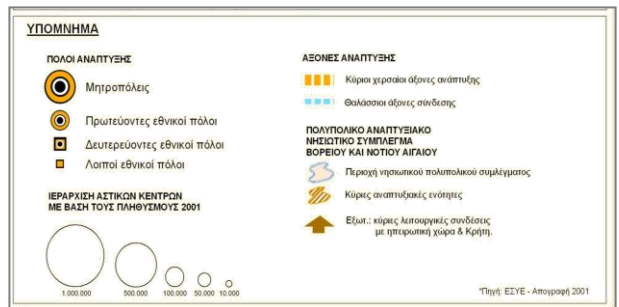 ΥΠΟΜΝΗΜΑ
ΠΟΛΟΙ ΑΝΑΠΤΥΞΗΣ
Μητροπόλεις
Πρωτεύοντες εθνικοί πόλοι
Δευτερεύοντες εθνικοί πόλοι
Λοιποί εθνικοί πόλοι
ΙΕΡΑΡΧΙΣΗ ΑΣΤΙΚΩΝ ΚΕΝΤΡΩΝ
ΜΕ ΒΑΣΗ ΤΟΥΣ ΠΛΗΘΥΣΜΟΥΣ 2001
1.000.000 500.000 100.000 50.000 10.000
ΑΞΟΝΕΣ ΑΝΑΠΤΥΞΗΣ
Κύριοι χερσαίοι άξονες ανάπτυξης
Θαλάσσιοι άξονες σύνδεσης
ΠΟΛΥΠΟΛΙΚΟ ΑΝΑΠΤΥΞΙΑΚΟ
ΝΗΣΙΩΤΙΚΟ ΣΥΜΠΛΕΓΜΑ
ΒΟΡΕΙΟΥ ΚΑΙ ΝΟΤΙΟΥ ΑΙΓΑΙΟΥ
Περιοχή νησιωτικού πολυπολικού συμλέγματος
Κύριες αναπτυξιακές ενότητες
Εξωτ.: κύριες λειτουργικές συνδέσεις
με ηπειρωτική χώρα & Κρήτη.
*Πηγή: ΕΣΥΕ - Απογραφή 2001